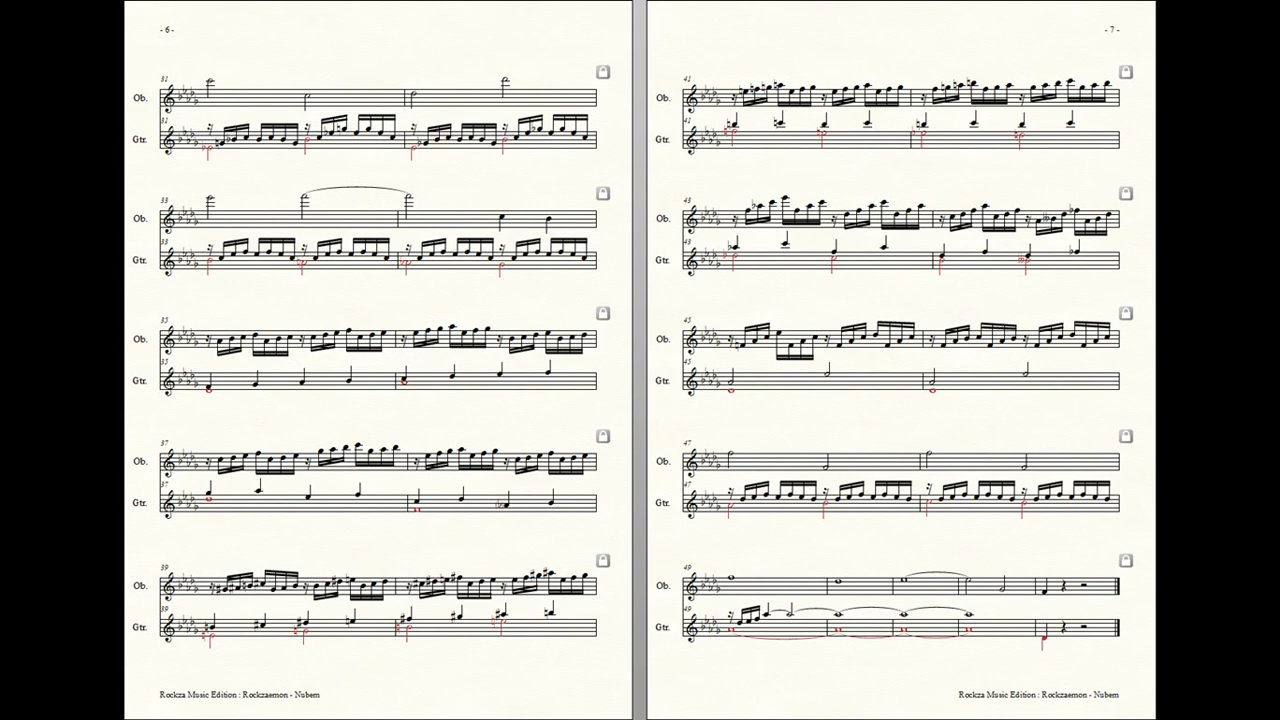 - 6 -
31
Ob.
31
Gtr.
33
Ob.
33
Gtr.
35
Ob.
35
Gtr.
37
Ob.
37
Gtr.
39
Ob.
39
Gtr.
Rockza Music Edition : Rockzaemon - Nubem
- 7 -
41
Ob.
41
Gtr.
43
Ob.
43
Gtr.
45
Ob.
45
Gtr.
47
Ob.
47
Gtr.
49
Ob.
49
Gtr.
Rockza Music Edition : Rockzaemon - Nubem